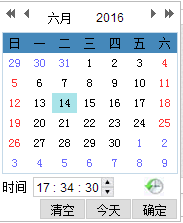 六月 2016
日 一 二 三 四 五 六
29 30 31 1 2 3 4
5 6 7 8 9 10 11
12 13 14 15 16 17 18
19 20 21 22 23 24 25
26 27 28 29 30 1 2
3 4 5 6 7 8 9
时间 17 : 34 : 30
清空 今天 确定